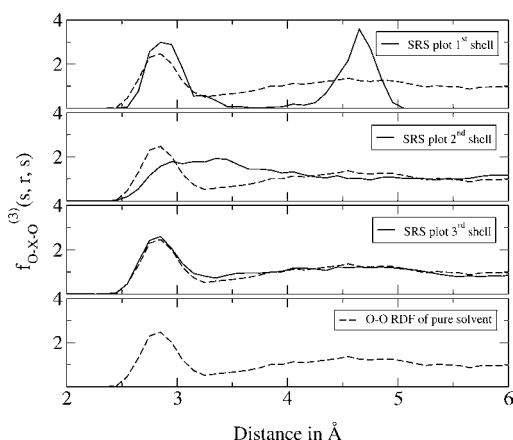 SRS plot 1st shell
4
2
SRS plot 2nd shell
4
2
SRS plot 3rd shell
4
2
O-O RDF of pure solvent
4
2
fO-X-O(3)(s, r, s)
2 3 4 5 6
Distance in Å